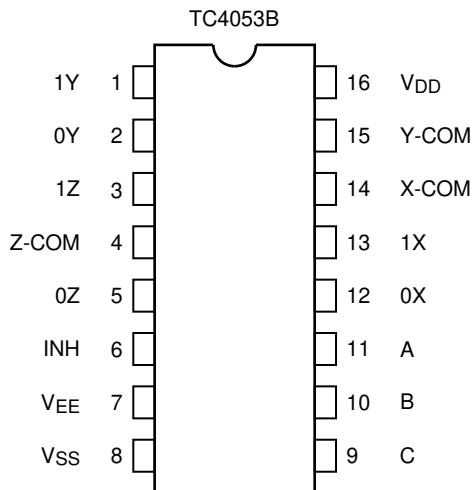 TC4053B
1Y 1 16 VDD
0Y 2 15 Y-COM
1Z 3 14 X-COM
Z-COM 4 13 1X
0Z 5 12 0X
INH 6 11 A
VEE 7 10 B
VSS 8 9 C